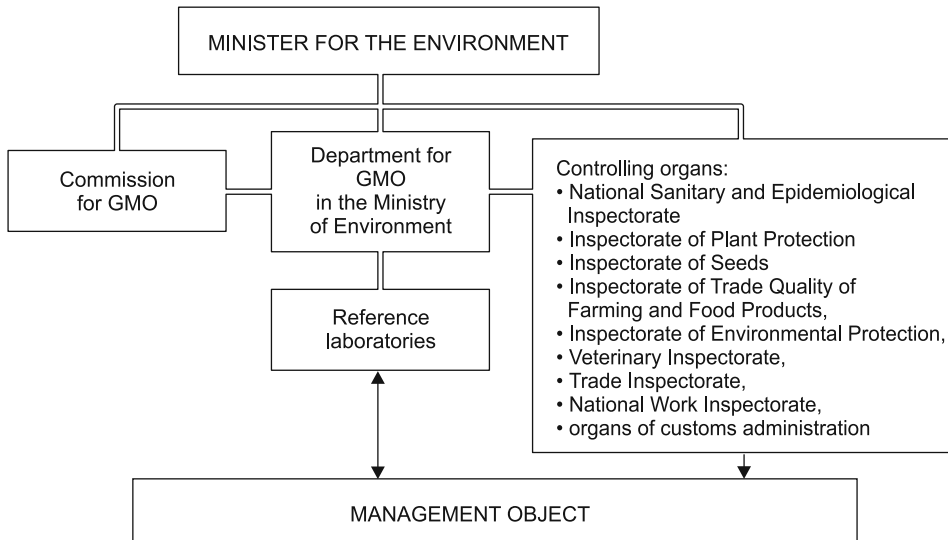 MINISTER FOR THE ENVIRONMENT
Commission
for GMO
Department for
GMO
in the Ministry
of Environment
Controlling organs:
• National Sanitary and Epidemiological
Inspectorate
• Inspectorate of Plant Protection
• Inspectorate of Seeds
• Inspectorate of Trade Quality of
Farming and Food Products,
• Inspectorate of Environmental Protection,
• Veterinary Inspectorate,
• Trade Inspectorate,
• National Work Inspectorate,
• organs of customs administration
Reference
laboratories
MANAGEMENT OBJECT